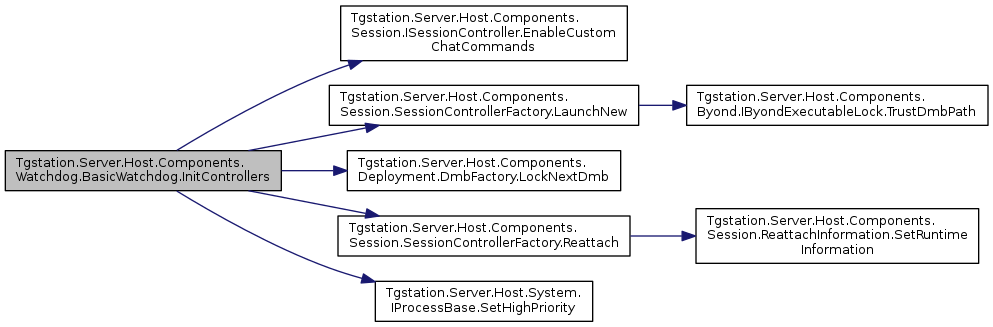 Tgstation.Server.Host.Components.
Watchdog.BasicWatchdog.InitControllers
Tgstation.Server.Host.Components.
Session.ISessionController.EnableCustom
ChatCommands
Tgstation.Server.Host.Components.
Session.SessionControllerFactory.LaunchNew
Tgstation.Server.Host.Components.
Byond.IByondExecutableLock.TrustDmbPath
Tgstation.Server.Host.Components.
Deployment.DmbFactory.LockNextDmb
Tgstation.Server.Host.Components.
Session.SessionControllerFactory.Reattach
Tgstation.Server.Host.Components.
Session.ReattachInformation.SetRuntime
Information
Tgstation.Server.Host.System.
IProcessBase.SetHighPriority